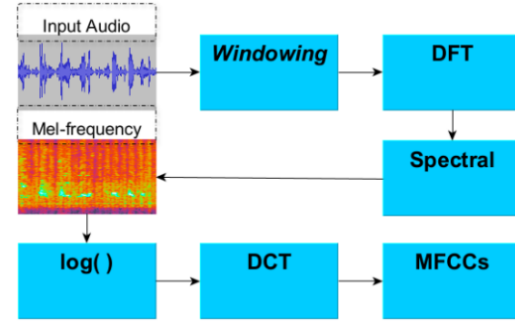 Input Audio
Windowing
DFT
Mel-frequency
Spectral
log( )
DCT
MFCCs